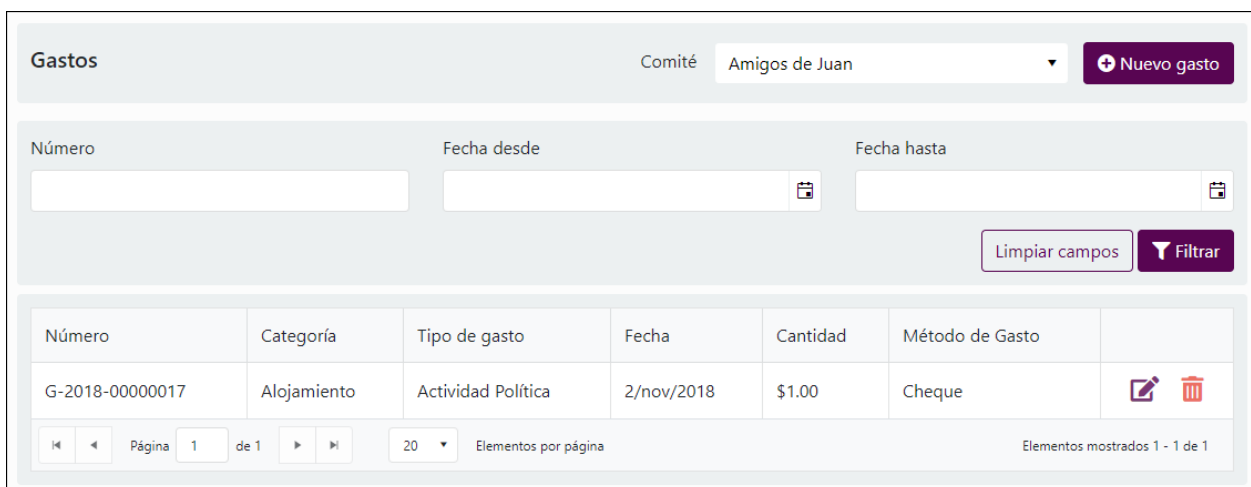 Gastos Comité Amigos de Juan Nuevo gasto
Número Fecha desde Fecha hasta
Limpiar campos Filtrar
Número Categoría Tipo de gasto Fecha Cantidad Método de Gasto
G-2018-00000017 Alojamiento Actividad Política 2/nov/2018 $1.00 Cheque
Página 1 de 1 20 Elementos por página Elementos mostrados 1 - 1 de 1